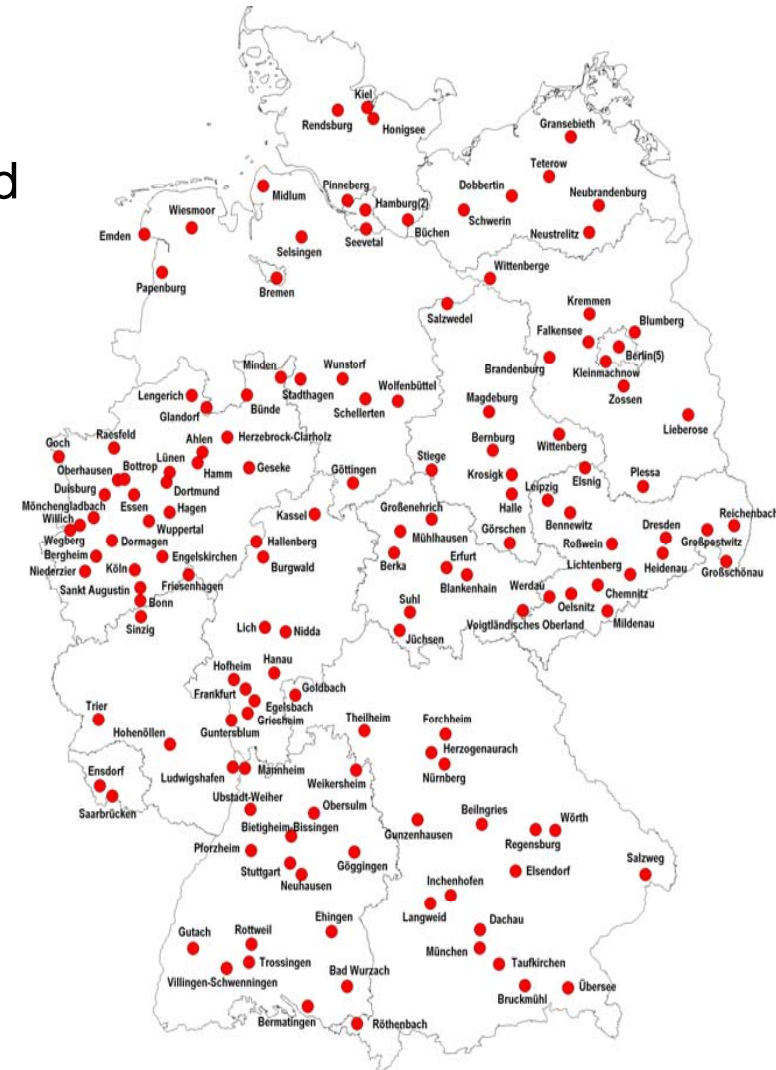 d
Kiel
Rendsburg
Honigsee
Gransebieth
Teterow
Dobbertin
Neubrandenburg
Schwerin
Neustrelitz
Midlum
Pinneberg
Hamburg(2)
Seevetal
Büchen
Wiesmoor
Emden
Selsingen
Papenburg
Bremen
Wittenberge
Salzwedel
Kremmen
Falkensee
Blumberg
Berlin(5)
Brandenburg
Kleinmachnow
Zossen
Minden
Stadthagen
Wunstorf
Wolfenbüttel
Schellerten
Lengerich
Glandorf
Bünde
Magdeburg
Lieberose
Goch
Raesfeld
Ahlen
Herzebrock-Clarholz
Bernburg
Wittenberg
Oberhausen
Bottrop
Lünen
Hamm
Geseke
Göttingen
Stiege
Krosigk
Elsnig
Plessa
Duisburg
Essen
Dortmund
Leipzig
Halle
Mönchengladbach
Willich
Hagen
Kassel
Großenehrich
Mühlhausen
Görschen
Bennewitz
Dresden
Reichenbach
Großpostwitz
Wegberg
Wuppertal
Dormagen
Roßwein
Bergheim
Engelskirchen
Hallenberg
Burgwald
Berka
Erfurt
Blankenhain
Lichtenberg
Heidenau
Großschönau
Niederzier
Köln
Friesenhagen
Sankt Augustin
Bonn
Sinzig
Werdau
Oelsnitz
Chemnitz
Suhl
Jüchsen
Voigtländisches Oberland
Mildenau
Lich
Nidda
Hofheim
Hanau
Frankfurt
Goldbach
Egelsbach
Griesheim
Guntersblum
Trier
Hohenöllen
Theilheim
Forchheim
Herzogenaurach
Nürnberg
Ensdorf
Saarbrücken
Ludwigshafen
Mannheim
Weikersheim
Ubstadt-Weiher
Obersulm
Bietigheim-Bissingen
Gunzenhausen
Beilngries
Wörth
Regensburg
Pforzheim
Stuttgart
Neuhausen
Göggingen
Salzweg
Elsendorf
Inchenhofen
Langweid
Ehingen
Dachau
München
Taufkirchen
Gutach
Rottweil
Trossingen
Villingen-Schwenningen
Bad Wurzach
Bruckmühl
Übersee
Bermatingen
Röthenbach